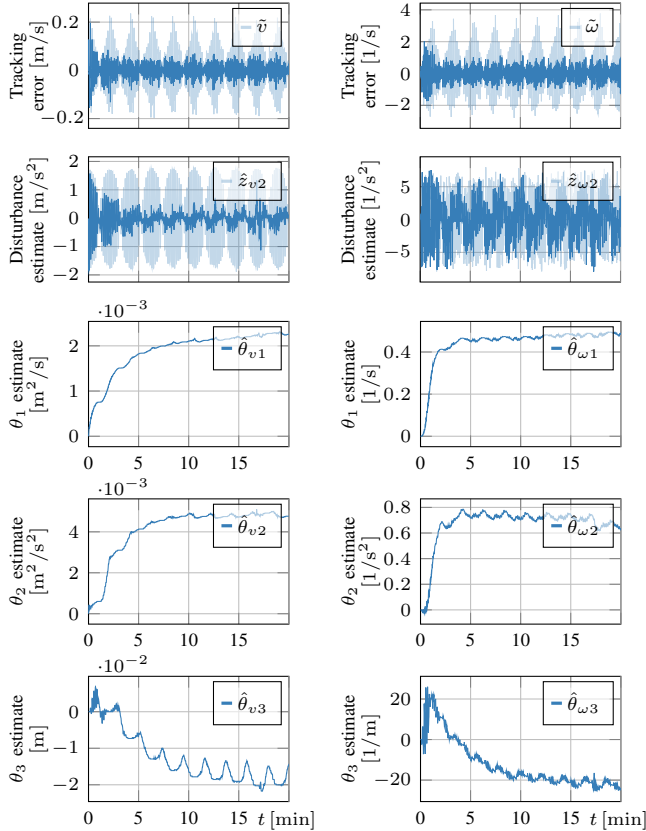 Tracking
error [m/s]
0.2
0
−0.2
ṽ
Tracking
error [1/s]
4
2
0
−2
ω̃
Disturbance
estimate [m/s²]
2
1
0
−1
−2
ẑv2
Disturbance
estimate [1/s²]
5
0
−5
ẑω2
·10⁻³
θ₁ estimate
[m²/s]
2
1
0
θ̂v1
0 5 10 15
θ₁ estimate
[1/s]
0.4
0.2
0
θ̂ω1
0 5 10 15
·10⁻³
θ₂ estimate
[m²/s²]
4
2
0
θ̂v2
0 5 10 15
θ₂ estimate
[1/s²]
0.8
0.6
0.4
0.2
0
θ̂ω2
0 5 10 15
·10⁻²
θ₃ estimate
[m]
0
−1
−2
θ̂v3
0 5 10 15 t [min]
θ₃ estimate
[1/m]
20
0
−20
θ̂ω3
0 5 10 15 t [min]